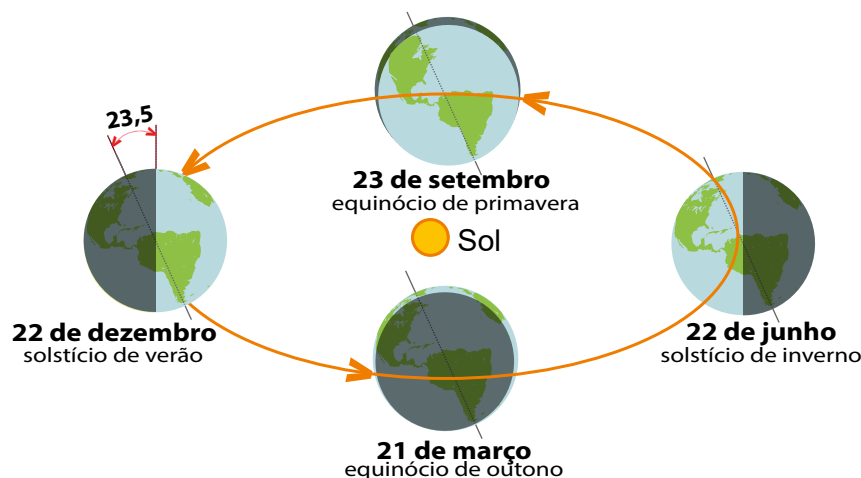 23,5
23 de setembro
equinócio de primavera
Sol
22 de dezembro
solstício de verão
22 de junho
solstício de inverno
21 de março
equinócio de outono